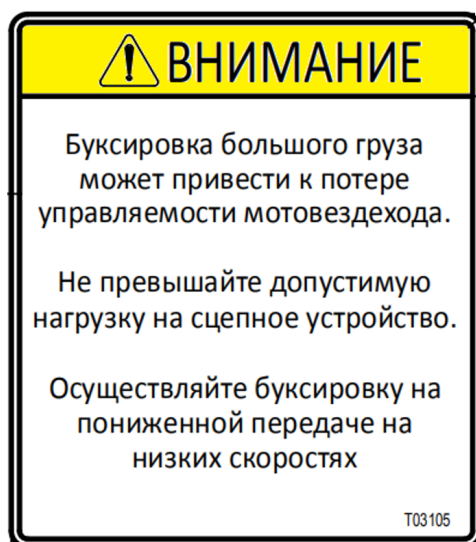 ВНИМАНИЕ
Буксировка большого груза
может привести к потере
управляемости мотовездехода.
Не превышайте допустимую
нагрузку на сцепное устройство.
Осуществляйте буксировку на
пониженной передаче на
низких скоростях
T03105